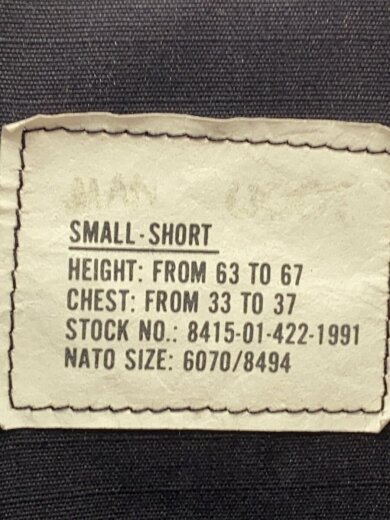 SMALL-SHORT
HEIGHT: FROM 63 TO 67
CHEST: FROM 33 TO 37
STOCK NO.: 8415-01-422-1991
NATO SIZE: 6070/8494